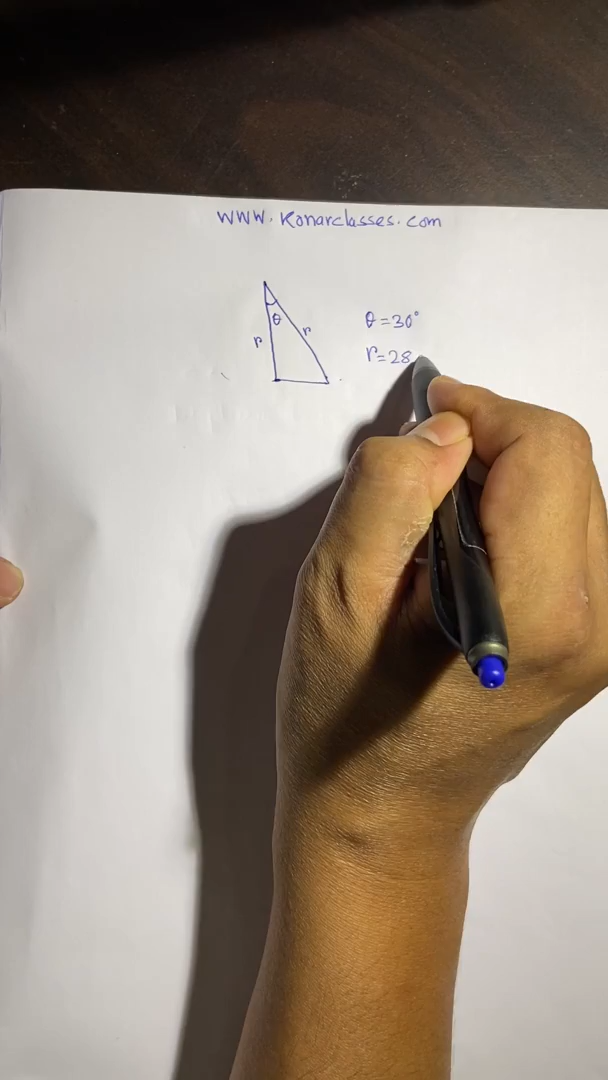 WWW. Konarclasses. com
θ
r
r
θ = 30°
r = 28